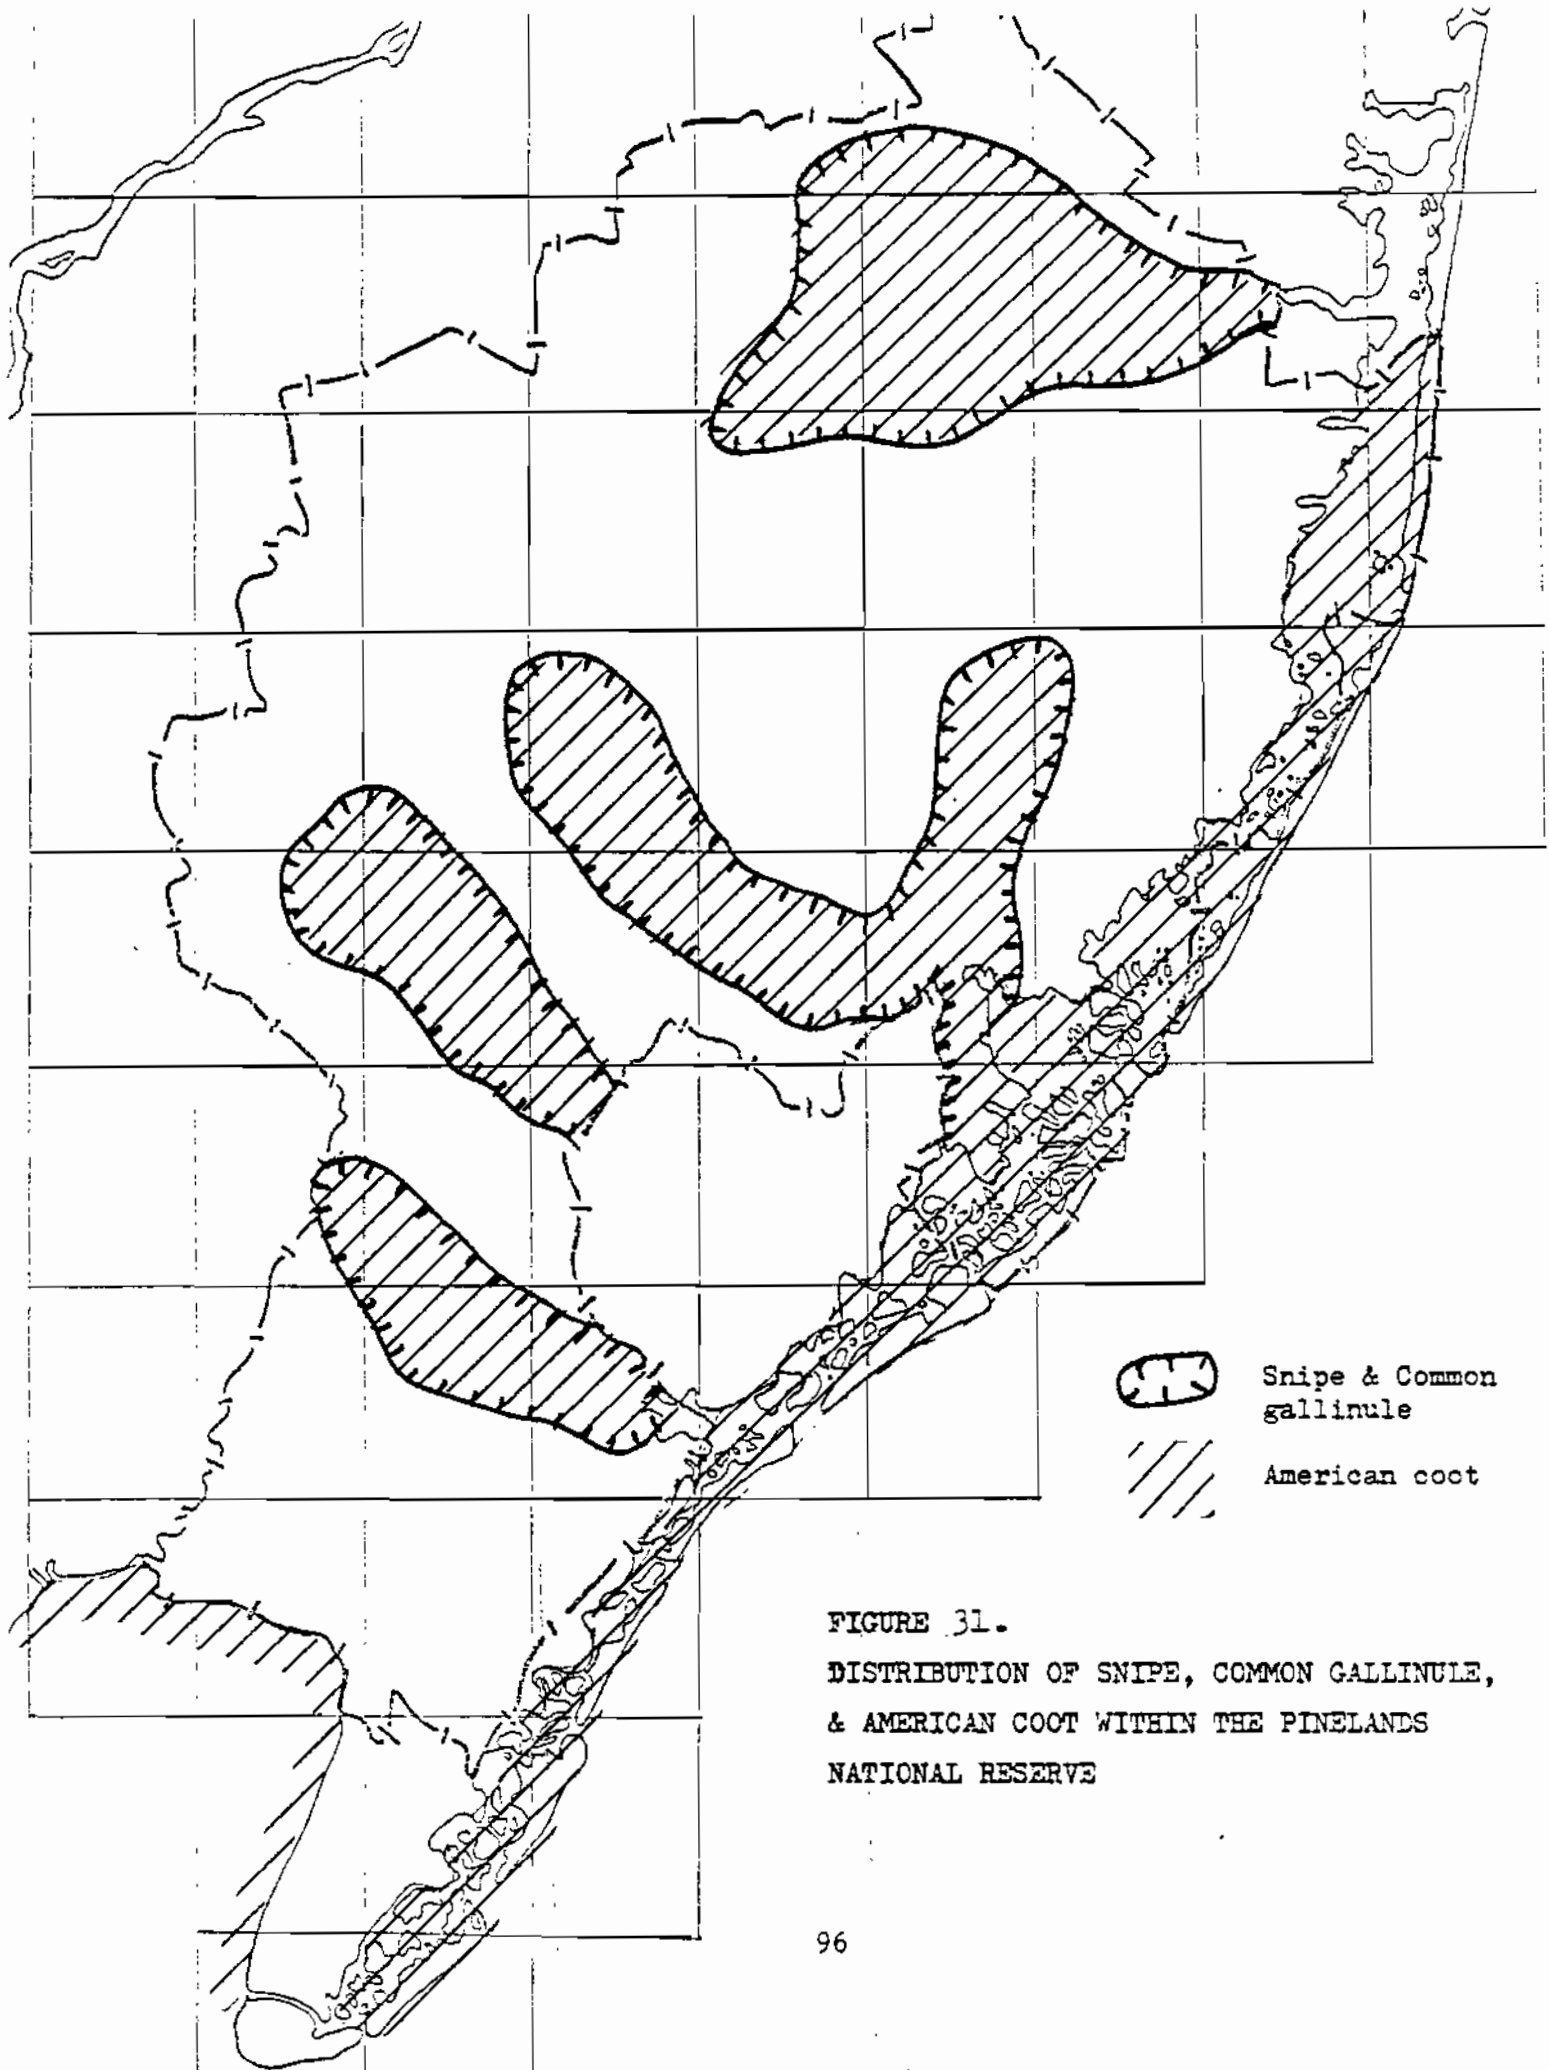 Snipe & Common
gallinule
American coot
FIGURE 31.
DISTRIBUTION OF SNIPE, COMMON GALLINULE,
& AMERICAN COOT WITHIN THE PINELANDS
NATIONAL RESERVE
96